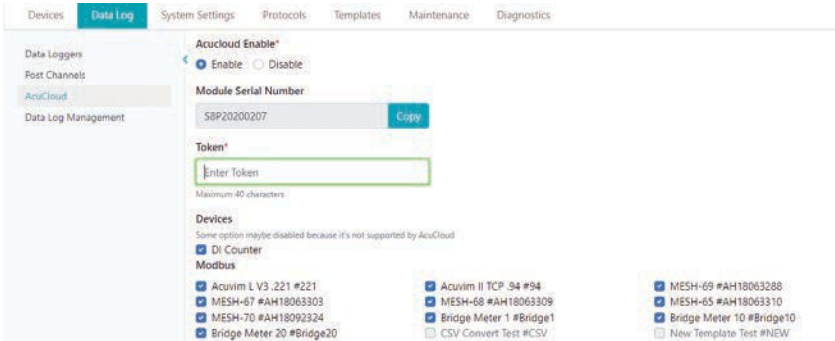 Devices Data Log System Settings Protocols Templates Maintenance Diagnostics
Data Loggers
Post Channels
AcuCloud
Data Log Management
Acucloud Enable*
Enable Disable
Module Serial Number
S8P20200207 Copy
Token*
Enter Token
Maximum 40 characters
Devices
Some option maybe disabled because it's not supported by AcuCloud
DI Counter
Modbus
Acuvim L V3 .221 #221 Acuvim II TCP .94 #94 MESH-69 #AH18063288
MESH-67 #AH18063303 MESH-68 #AH18063309 MESH-65 #AH18063310
MESH-70 #AH18092324 Bridge Meter 1 #Bridge1 Bridge Meter 10 #Bridge10
Bridge Meter 20 #Bridge20 CSV Convert Test #CSV New Template Test #NEW